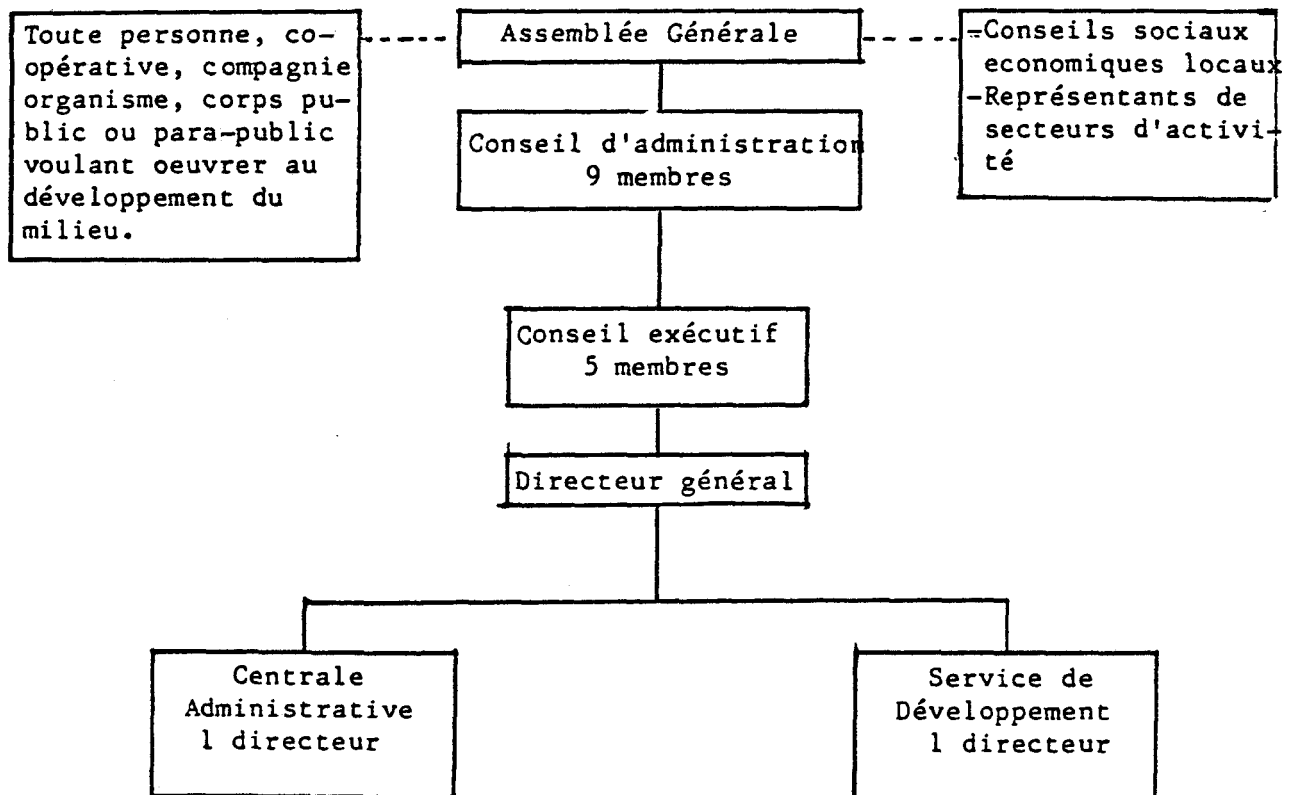 Toute personne, co-
opérative, compagnie
organisme, corps pu-
blic ou para-public
voulant oeuvrer au
développement du
milieu.
Assemblée Générale
-Conseils sociaux
economiques locaux
-Représentants de
secteurs d'activi-
té
Conseil d'administration
9 membres
Conseil exécutif
5 membres
Directeur général
Centrale
Administrative
1 directeur
Service de
Développement
1 directeur